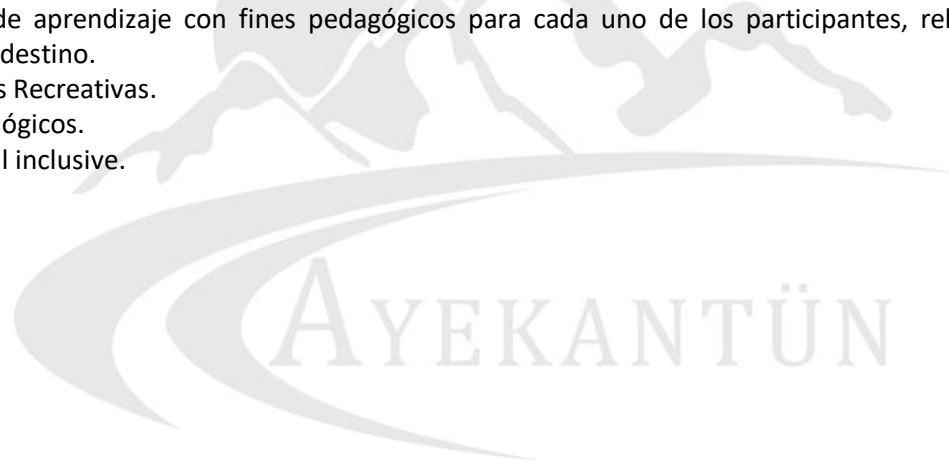 de aprendizaje con fines pedagógicos para cada uno de los participantes, rel
destino.
s Recreativas.
ógicos.
l inclusive.
AYEKANTÜN